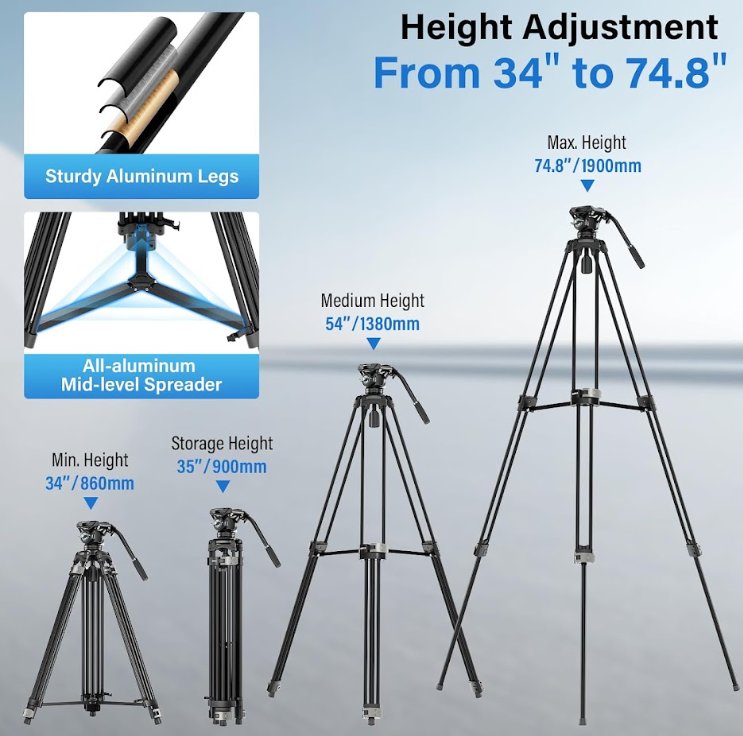 Height Adjustment
From 34" to 74.8"
Sturdy Aluminum Legs
All-aluminum
Mid-level Spreader
Min. Height
34"/860mm
Storage Height
35"/900mm
Medium Height
54"/1380mm
Max. Height
74.8"/1900mm